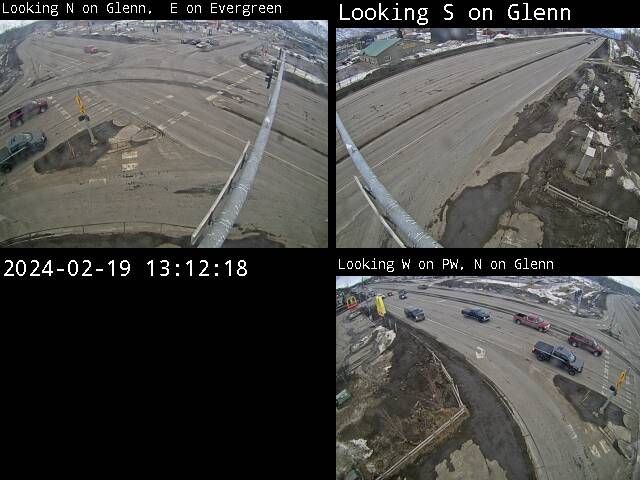 Looking N on Glenn,  E on Evergreen
Looking S on Glenn
2024-02-19 13:12:18
Looking W on PW, N on Glenn